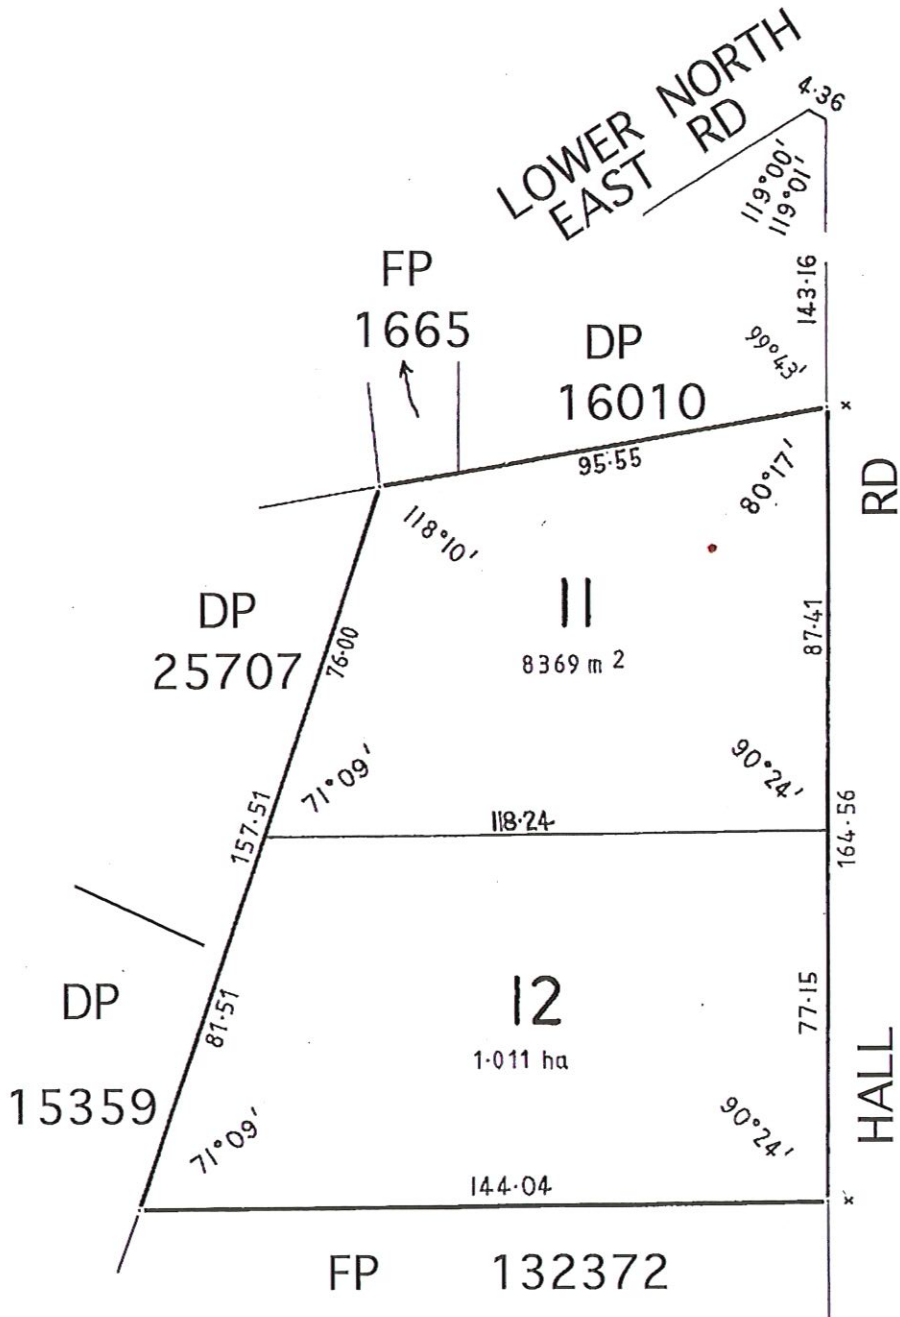 LOWER NORTH
EAST RD
4·36
119°00'
119°01'
143·16
FP
1665
DP
16010
99°43'
x
95·55
80°17'
RD
118°10'
11
8369 m 2
87·41
DP
25707
76·00
71°09'
90°24'
157·51
118·24
164·56
DP
15359
81·51
12
1·011 ha
77·15
HALL
71°09'
90°24'
144·04
x
FP 132372